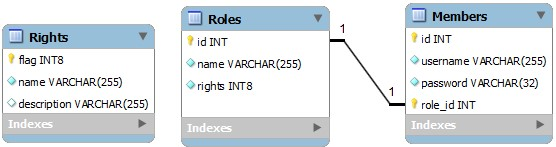 Rights
flag INT8
name VARCHAR(255)
description VARCHAR(255)
Indexes
Roles
id INT
name VARCHAR(255)
rights INT8
Indexes
1
1
Members
id INT
username VARCHAR(255)
password VARCHAR(32)
role_id INT
Indexes